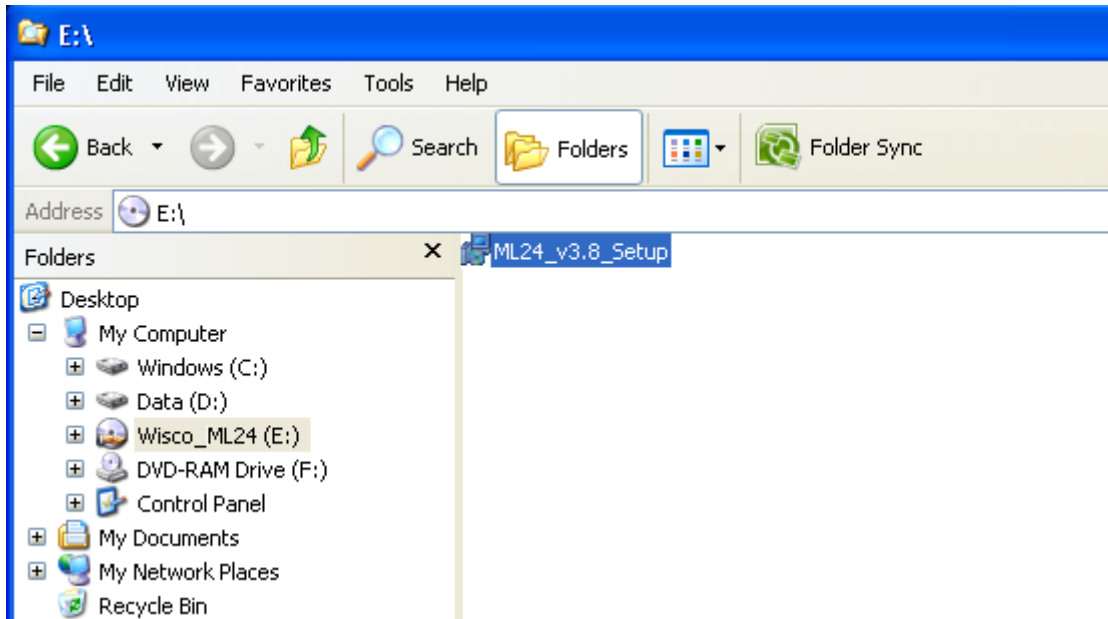 E:\
File Edit View Favorites Tools Help
Back Search Folders Folder Sync
Address E:\
Folders
ML24_v3.8_Setup
Desktop
My Computer
Windows (C:)
Data (D:)
Wisco_ML24 (E:)
DVD-RAM Drive (F:)
Control Panel
My Documents
My Network Places
Recycle Bin